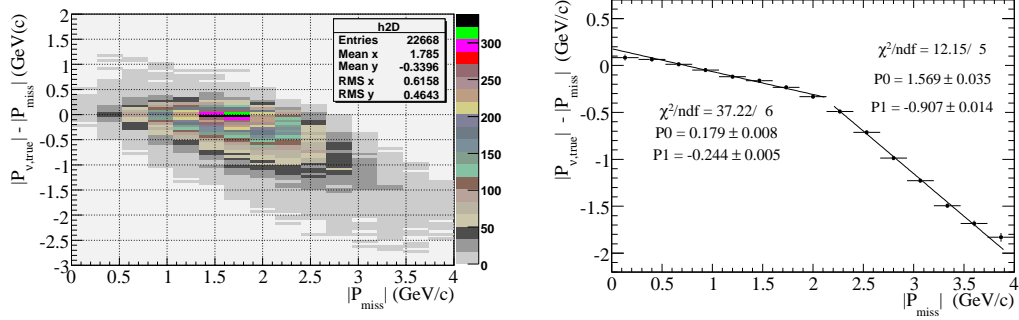 h2D
Entries 22668
Mean x 1.785
Mean y -0.3396
RMS x 0.6158
RMS y 0.4643
|P_ν,true| - |P_miss| (GeV(c)
2
1.5
1
0.5
0
-0.5
-1
-1.5
-2
-2.5
-3
0 0.5 1 1.5 2 2.5 3 3.5 4
|P_miss| (GeV/c)
300
250
200
150
100
50
0
|P_ν,true| - |P_miss| (GeV/c)
0.5
0
-0.5
-1
-1.5
-2
χ²/ndf = 12.15/ 5
P0 = 1.569 ± 0.035
P1 = -0.907 ± 0.014
χ²/ndf = 37.22/ 6
P0 = 0.179 ± 0.008
P1 = -0.244 ± 0.005
0 0.5 1 1.5 2 2.5 3 3.5 4
|P_miss| (GeV/c)